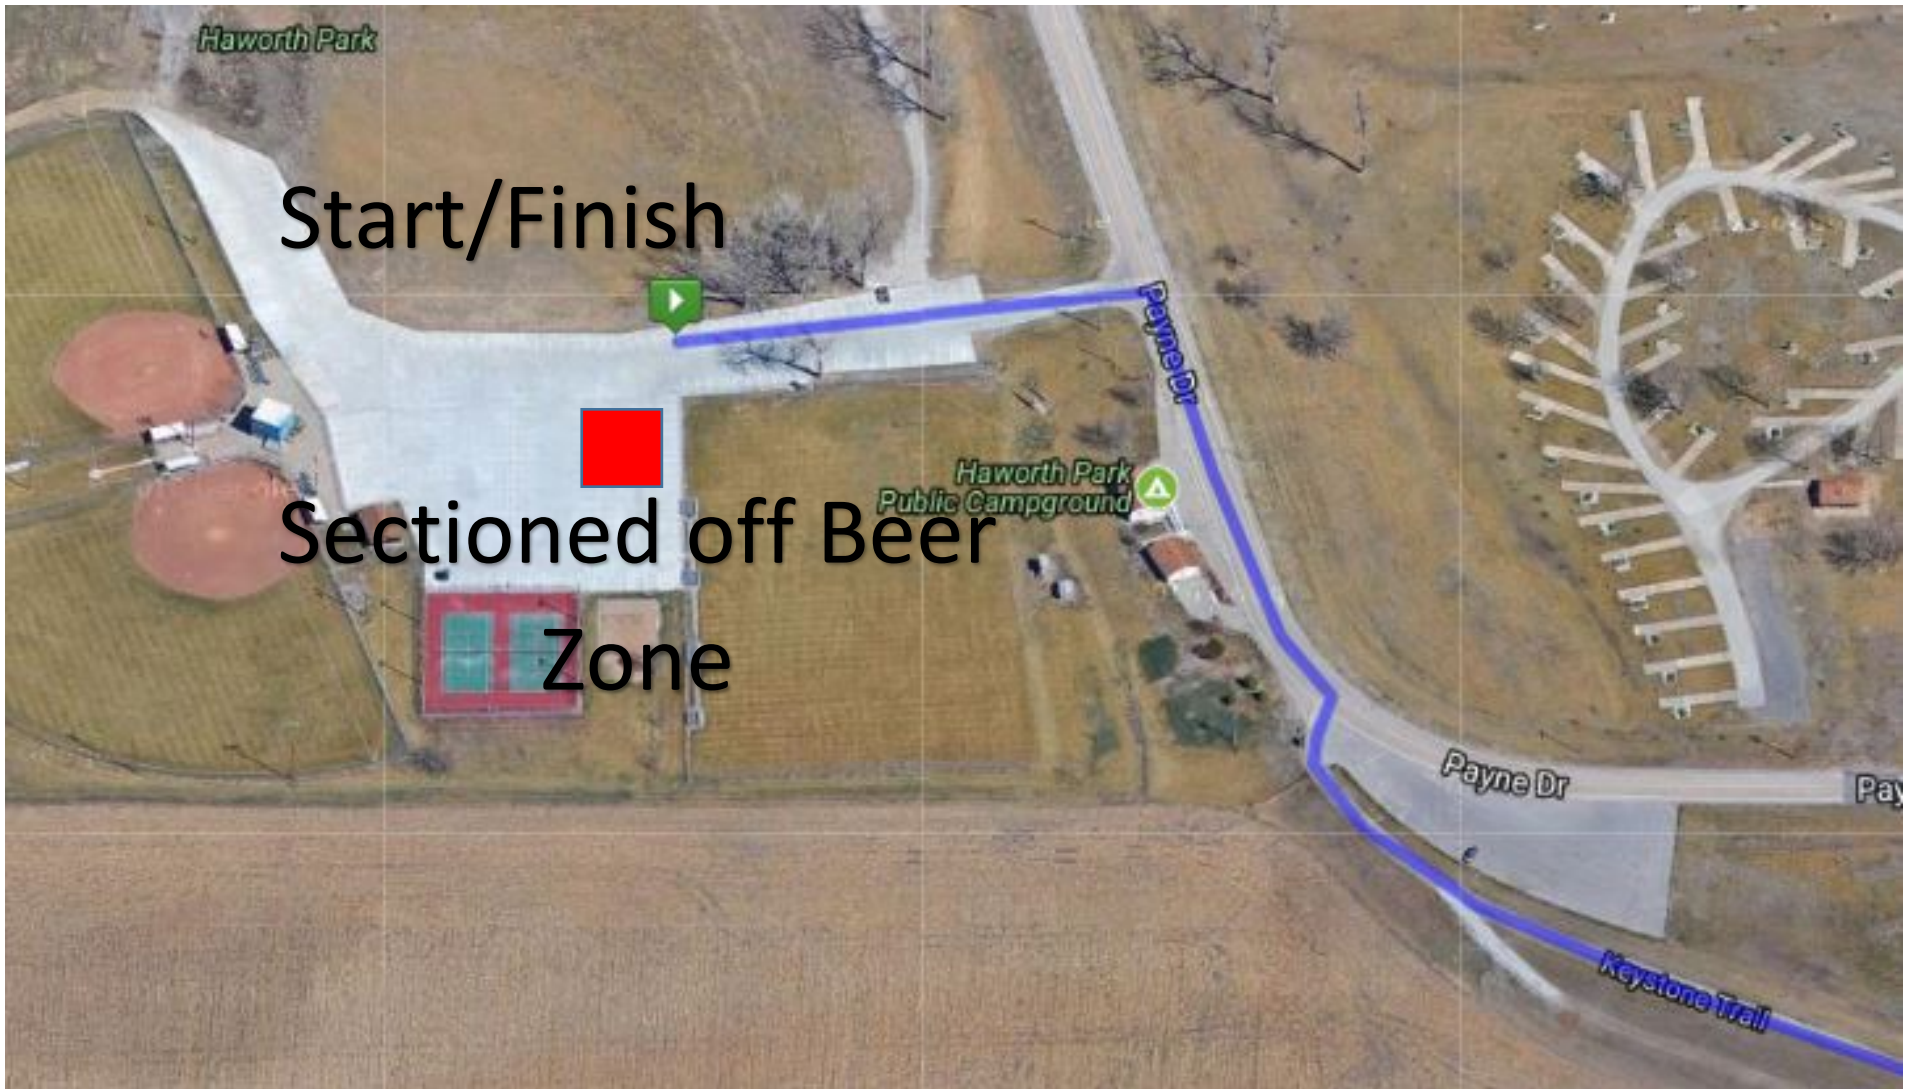 Haworth Park
Start/Finish
Payne Dr
Haworth Park
Public Campground
Sectioned off Beer
Zone
Payne Dr
Pay
Keystone Trail